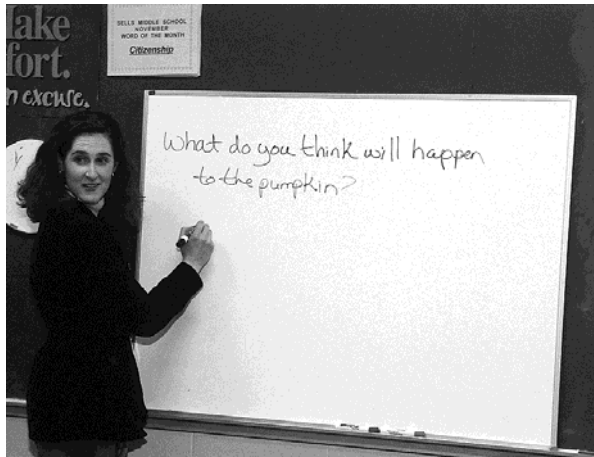 ake
fort.
n excuse.
SELLS MIDDLE SCHOOL
NOVEMBER
WORD OF THE MONTH
Citizenship
What do you think will happen
to the pumpkin?